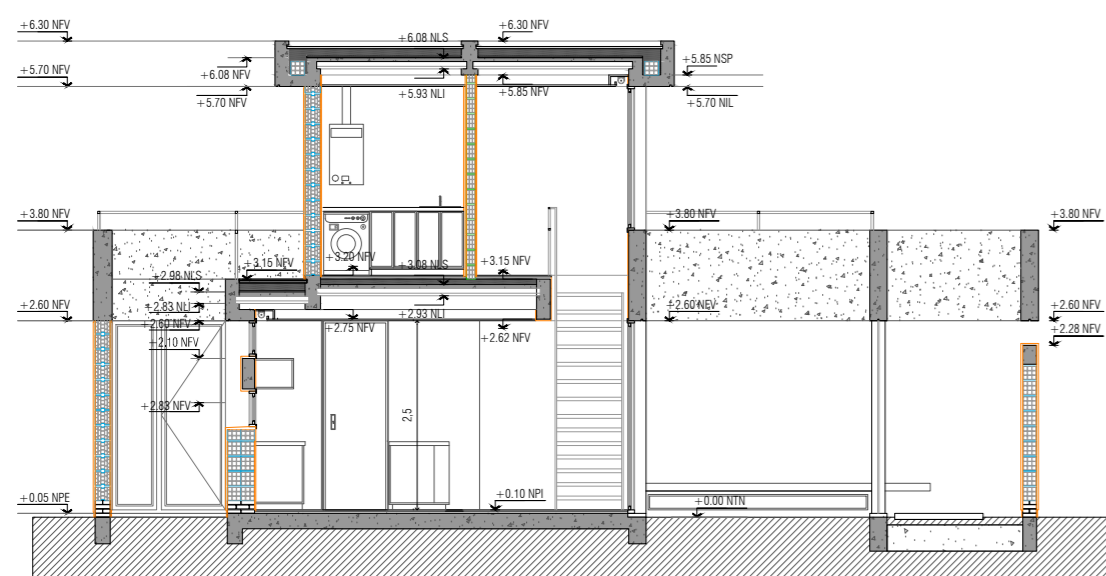 +6.30 NFV
+6.30 NFV
+6.08 NLS
+5.85 NSP
+5.70 NFV
+6.08 NFV
+5.93 NLI
+5.85 NFV
+5.70 NFV
+5.70 NIL
+3.80 NFV
+3.80 NFV
+3.80 NFV
+3.20 NFV
+3.15 NFV
+3.08 NLS
+3.15 NFV
+2.98 NLS
+2.83 NLI
+2.60 NFV
+2.60 NFV
+2.60 NFV
+2.93 NLI
+2.60 NFV
+2.75 NFV
+2.62 NFV
+2.28 NFV
+2.10 NFV
+2.83 NFV
2,5
+0.05 NPE
+0.10 NPI
+0.00 NTN